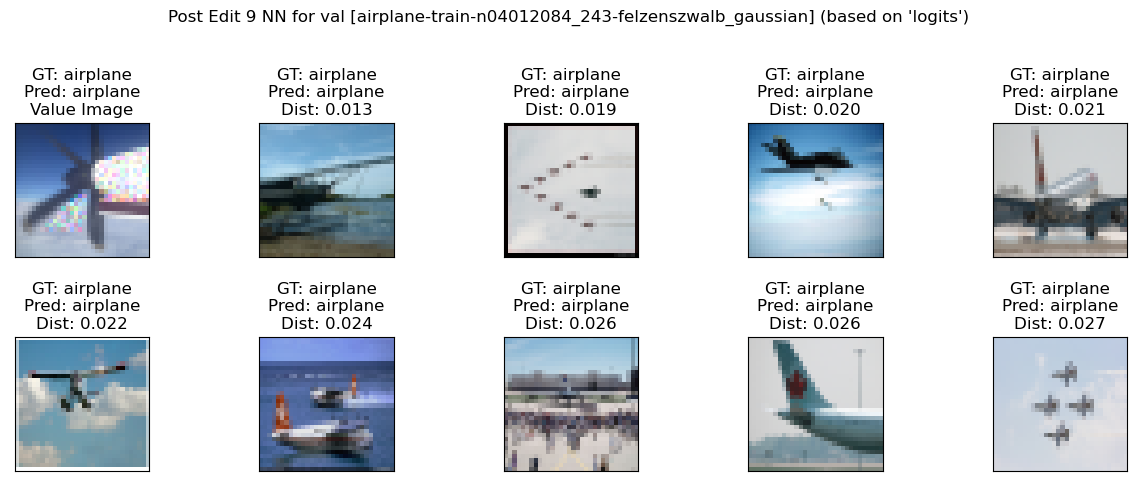 Post Edit 9 NN for val [airplane-train-n04012084_243-felzenszwalb_gaussian] (based on 'logits')
GT: airplane
Pred: airplane
Value Image
GT: airplane
Pred: airplane
Dist: 0.013
GT: airplane
Pred: airplane
Dist: 0.019
GT: airplane
Pred: airplane
Dist: 0.020
GT: airplane
Pred: airplane
Dist: 0.021
GT: airplane
Pred: airplane
Dist: 0.022
GT: airplane
Pred: airplane
Dist: 0.024
GT: airplane
Pred: airplane
Dist: 0.026
GT: airplane
Pred: airplane
Dist: 0.026
GT: airplane
Pred: airplane
Dist: 0.027